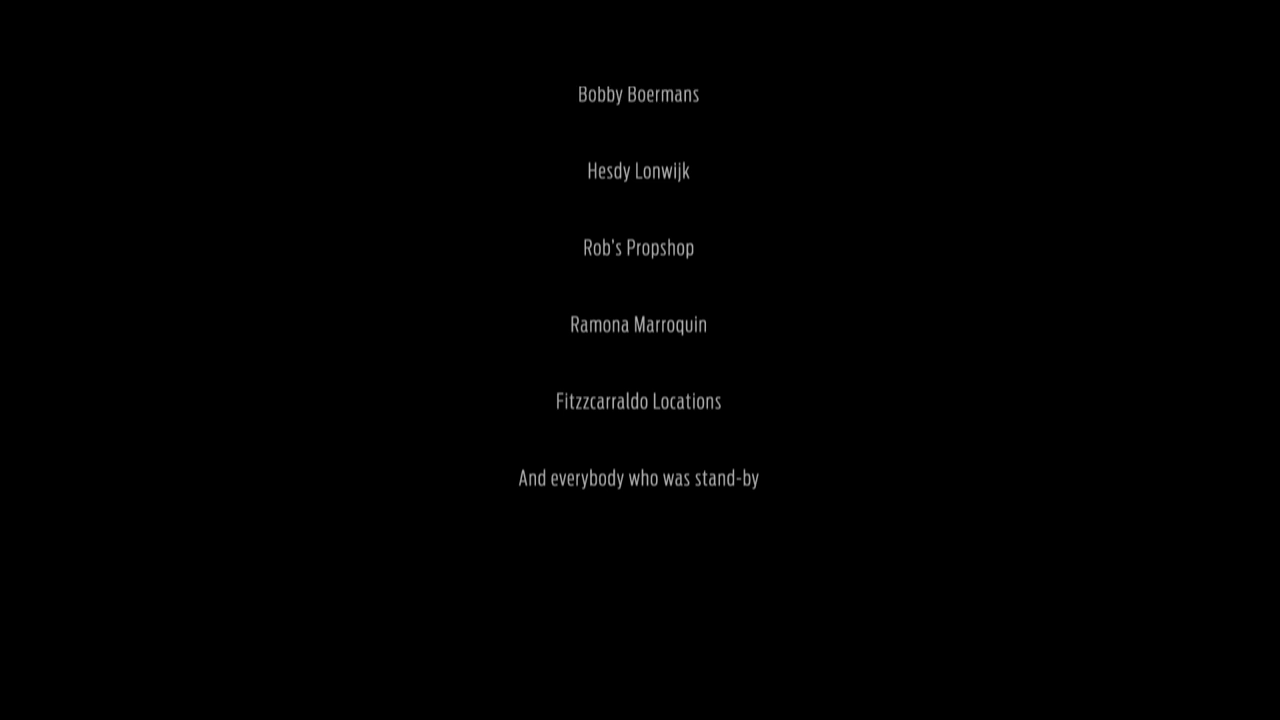 Bobby Boermans
Hesdy Lonwijk
Rob's Propshop
Ramona Marroquin
Fitzzcarraldo Locations
And everybody who was stand-by